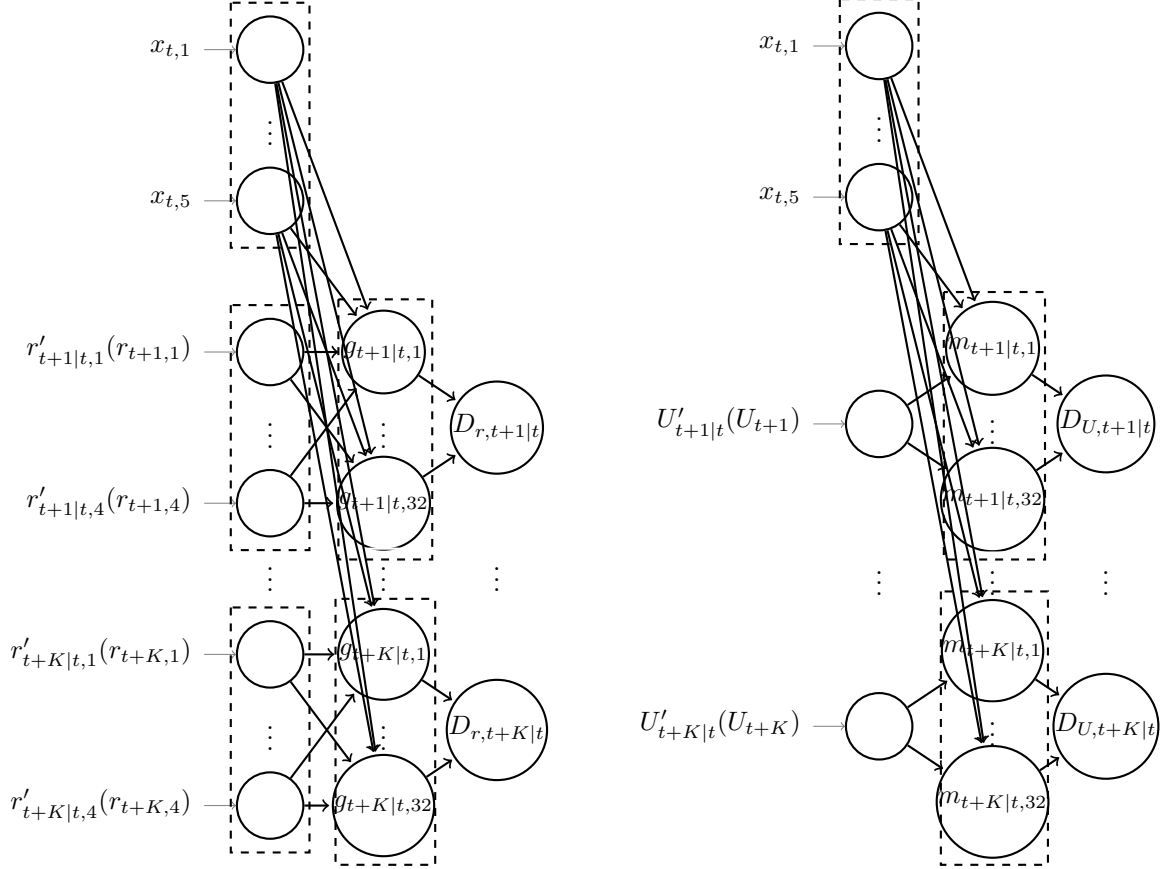 x_{t,1}
x_{t,5}
r'_{t+1|t,1}(r_{t+1,1})
g_{t+1|t,1}
D_{r,t+1|t}
r'_{t+1|t,4}(r_{t+1,4})
g_{t+1|t,32}
r'_{t+K|t,1}(r_{t+K,1})
g_{t+K|t,1}
D_{r,t+K|t}
r'_{t+K|t,4}(r_{t+K,4})
g_{t+K|t,32}
x_{t,1}
x_{t,5}
m_{t+1|t,1}
U'_{t+1|t}(U_{t+1})
D_{U,t+1|t}
m_{t+1|t,32}
m_{t+K|t,1}
U'_{t+K|t}(U_{t+K})
D_{U,t+K|t}
m_{t+K|t,32}